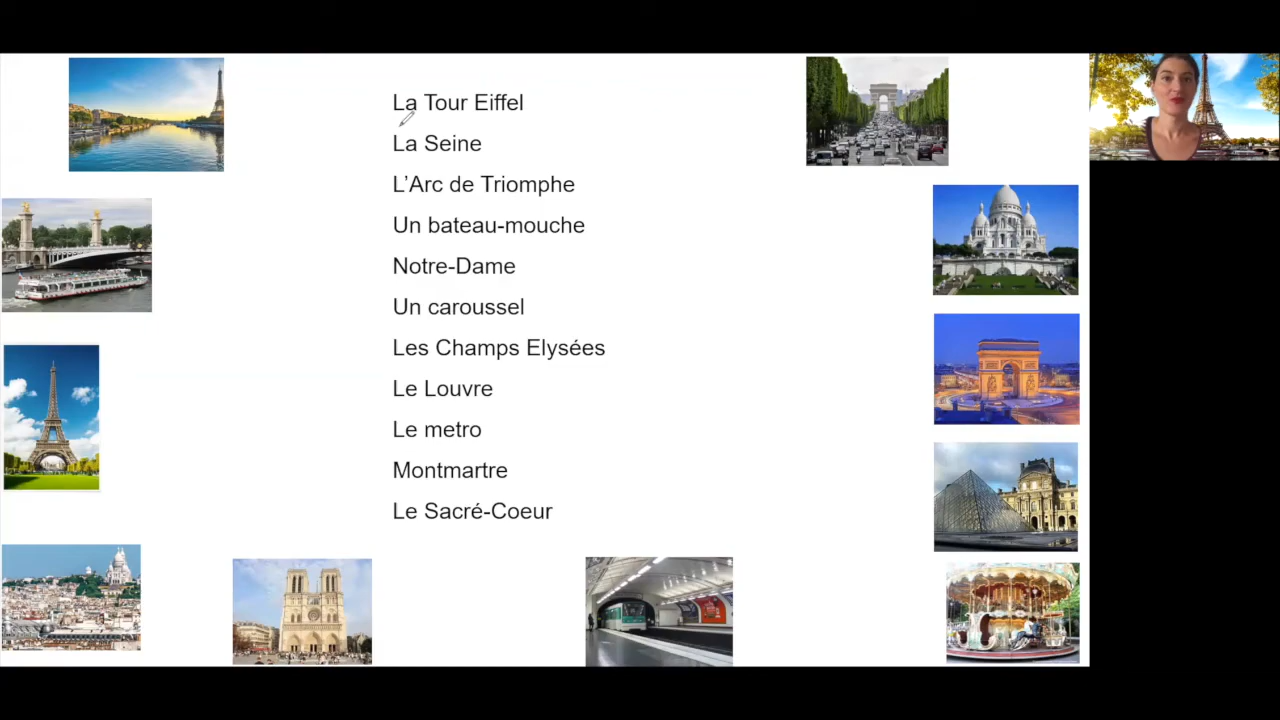 La Tour Eiffel
La Seine
L’Arc de Triomphe
Un bateau-mouche
Notre-Dame
Un caroussel
Les Champs Elysées
Le Louvre
Le metro
Montmartre
Le Sacré-Coeur